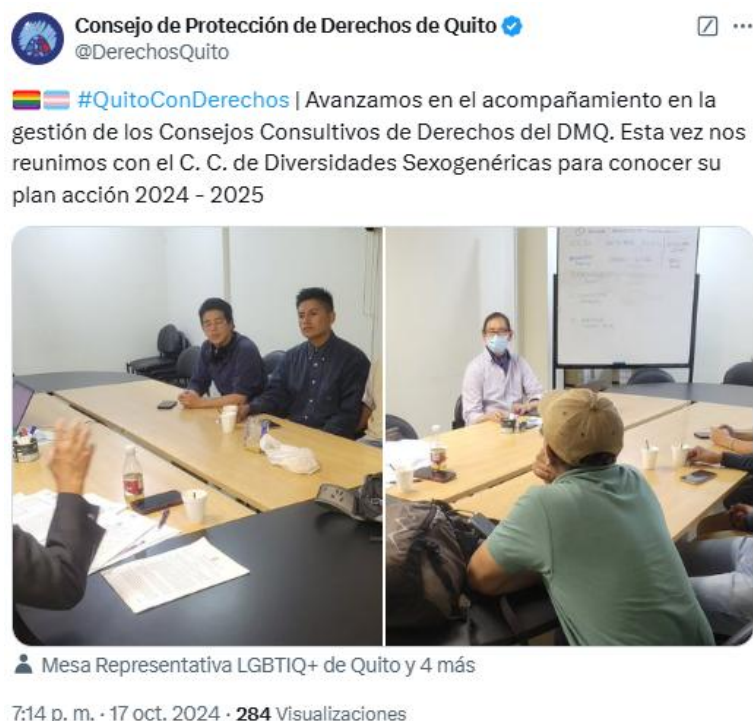 Consejo de Protección de Derechos de Quito
@DerechosQuito
#QuitoConDerechos | Avanzamos en el acompañamiento en la
gestión de los Consejos Consultivos de Derechos del DMQ. Esta vez nos
reunimos con el C. C. de Diversidades Sexogenéricas para conocer su
plan acción 2024 - 2025
Mesa Representativa LGBTIQ+ de Quito y 4 más
7:14 p. m. · 17 oct. 2024 · 284 Visualizaciones